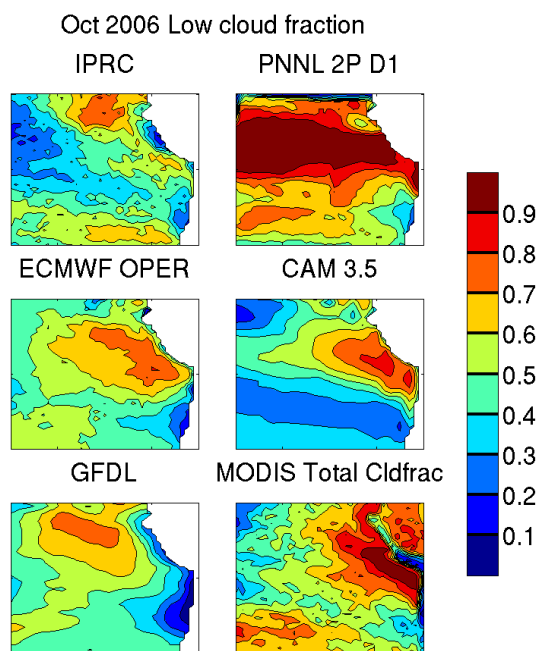 Oct 2006 Low cloud fraction
IPRC
PNNL 2P D1
ECMWF OPER
CAM 3.5
GFDL
MODIS Total Cldfrac
0.9
0.8
0.7
0.6
0.5
0.4
0.3
0.2
0.1